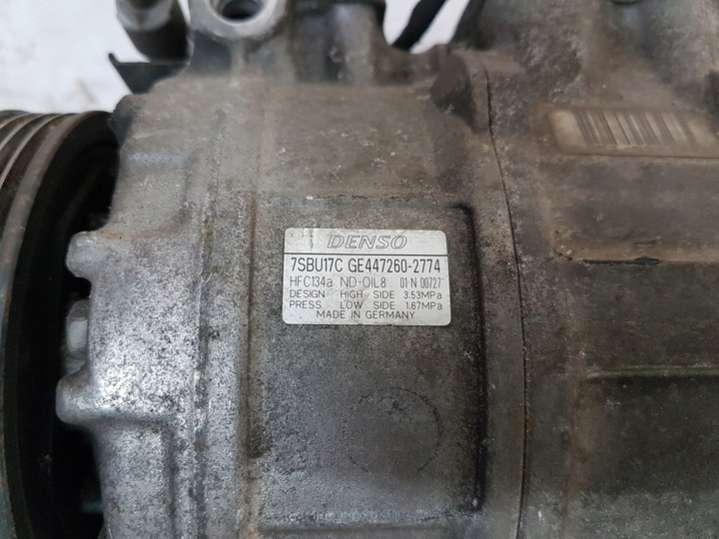 DENSO
7SBU17C GE447260-2774
HFC134a ND-OIL8 01 N 00727
DESIGN HIGH SIDE 3.53MPa
PRESS. LOW SIDE 1.67MPa
MADE IN GERMANY